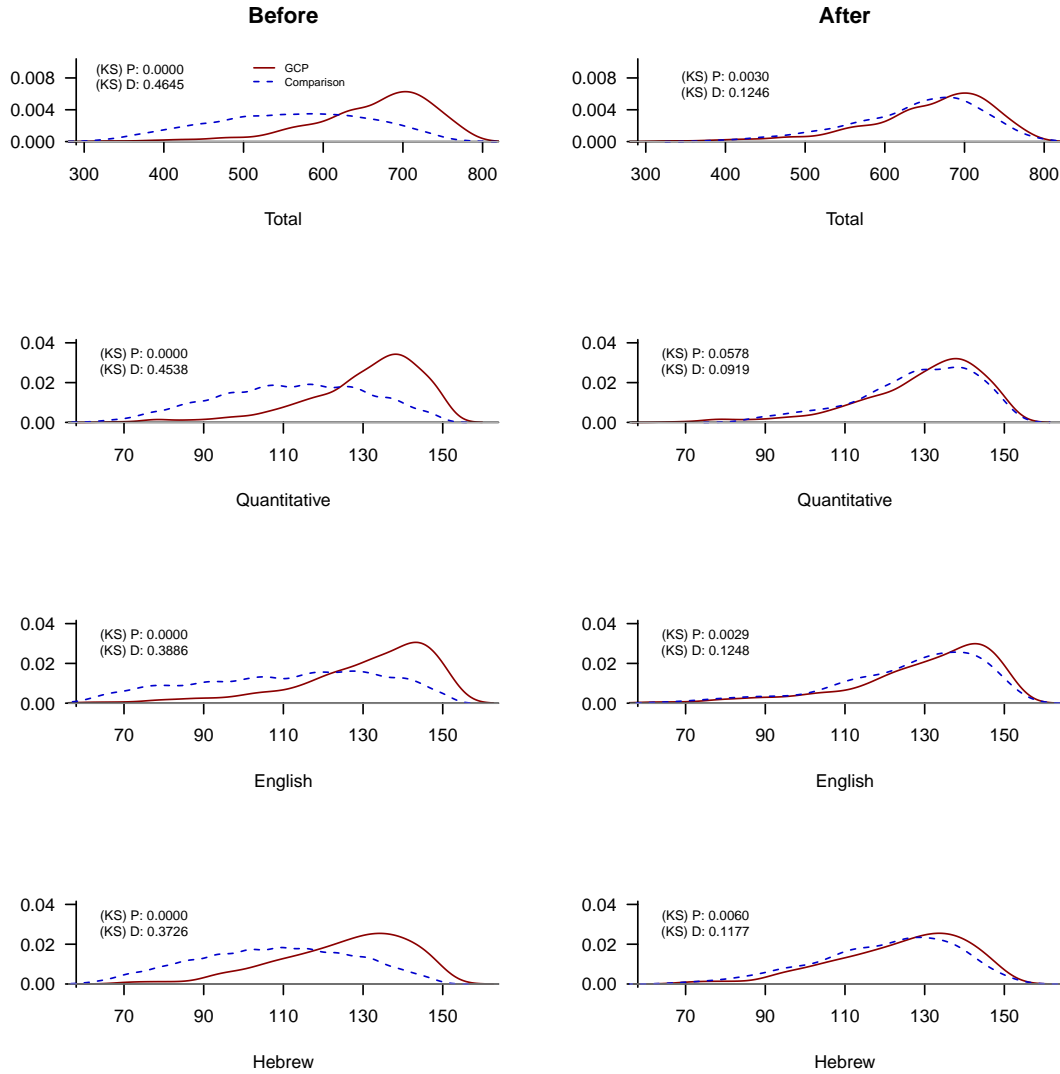 Before
After
(KS) P: 0.0000
(KS) D: 0.4645
GCP
Comparison
0.008
0.004
0.000
300 400 500 600 700 800
Total
(KS) P: 0.0030
(KS) D: 0.1246
0.008
0.004
0.000
300 400 500 600 700 800
Total
(KS) P: 0.0000
(KS) D: 0.4538
0.04
0.02
0.00
70 90 110 130 150
Quantitative
(KS) P: 0.0578
(KS) D: 0.0919
0.04
0.02
0.00
70 90 110 130 150
Quantitative
(KS) P: 0.0000
(KS) D: 0.3886
0.04
0.02
0.00
70 90 110 130 150
English
(KS) P: 0.0029
(KS) D: 0.1248
0.04
0.02
0.00
70 90 110 130 150
English
(KS) P: 0.0000
(KS) D: 0.3726
0.04
0.02
0.00
70 90 110 130 150
Hebrew
(KS) P: 0.0060
(KS) D: 0.1177
0.04
0.02
0.00
70 90 110 130 150
Hebrew